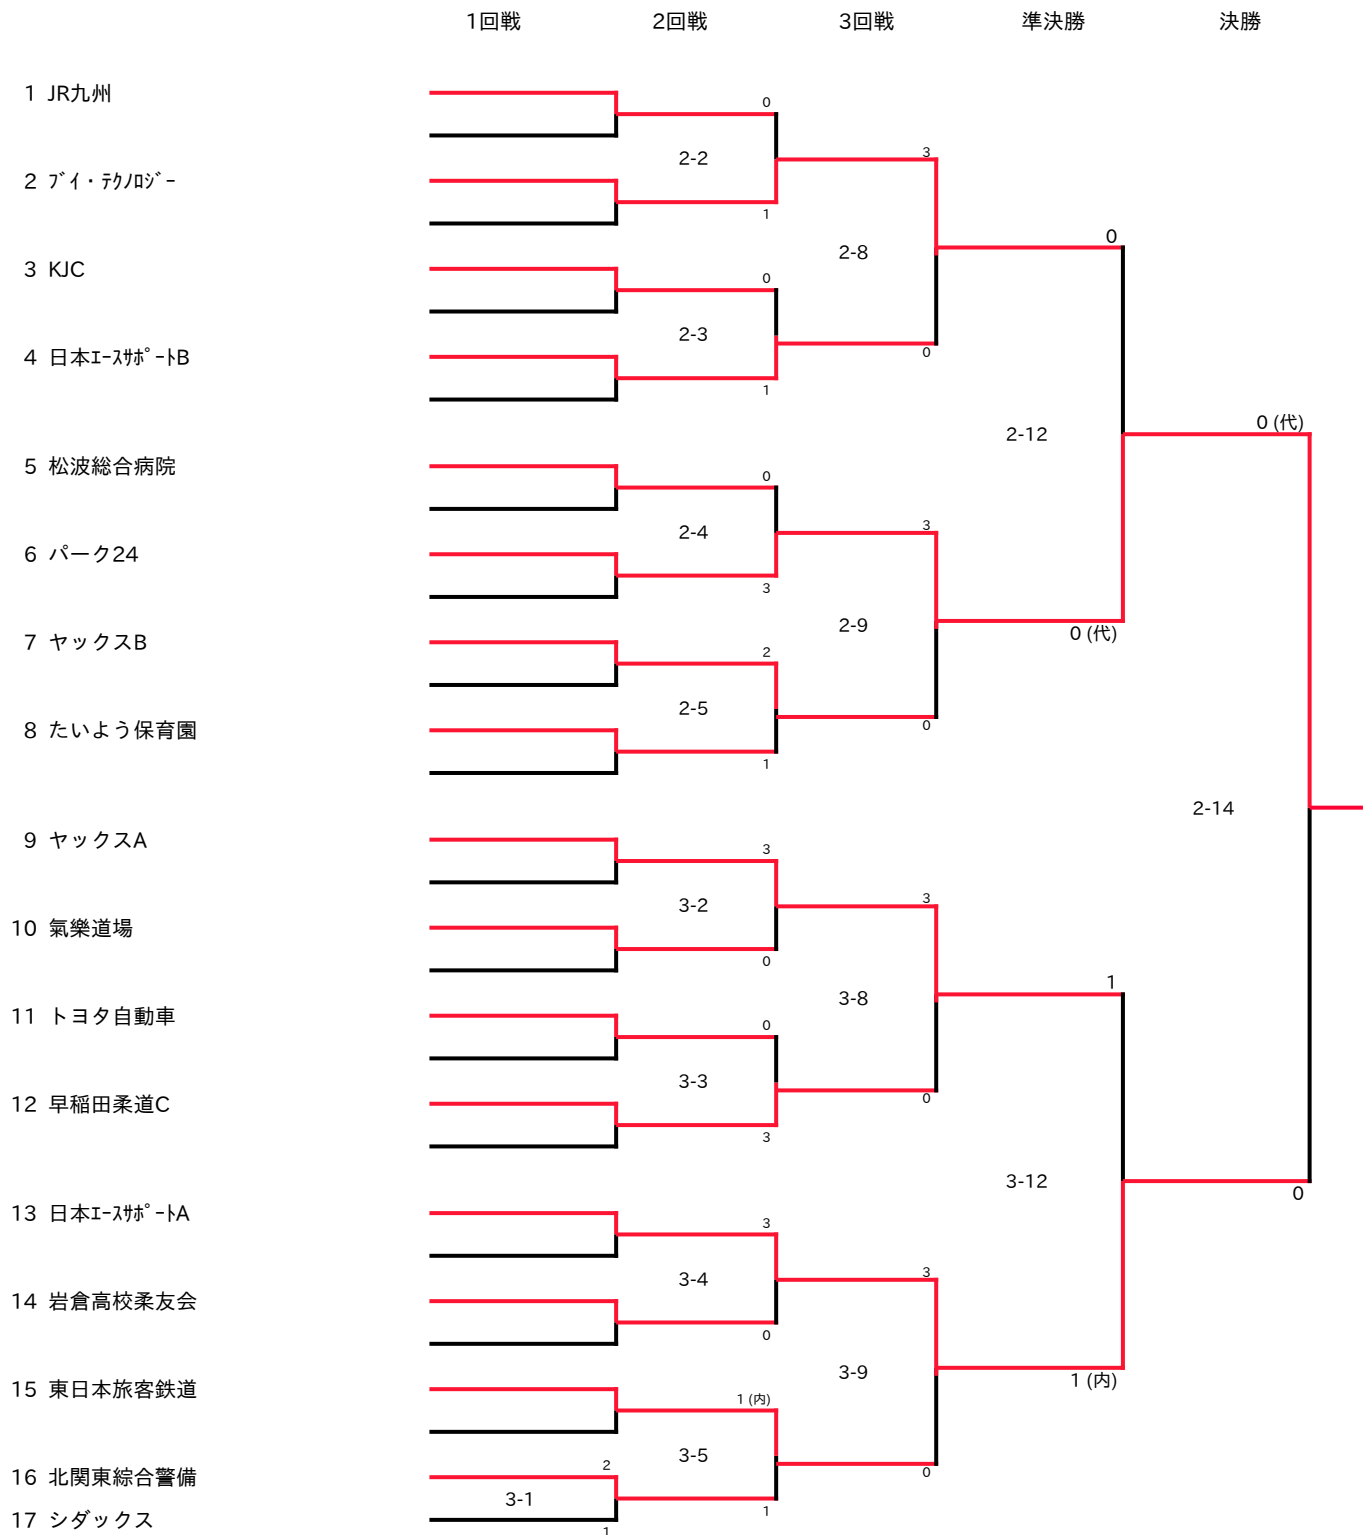 1回戦 2回戦 3回戦 準決勝 決勝
1 JR九州
0
2-2
3
2 ﾌﾞｲ・ﾃｸﾉﾛｼﾞｰ
1
0
2-8
3 KJC
0
2-3
4 日本ｴｰｽｻﾎﾟｰﾄB
0
1
0 (代)
2-12
5 松波総合病院
0
3
2-4
6 パーク24
3
2-9
0 (代)
7 ヤックスB
2
2-5
8 たいよう保育園
0
1
2-14
9 ヤックスA
3
3
3-2
10 氣樂道場
0
1
3-8
11 トヨタ自動車
0
3-3
12 早稲田柔道C
0
3
3-12
0
13 日本ｴｰｽｻﾎﾟｰﾄA
3
3
3-4
14 岩倉高校柔友会
0
3-9
1 (内)
15 東日本旅客鉄道
1 (内)
3-5
2
0
16 北関東綜合警備
3-1
1
17 シダックス
1